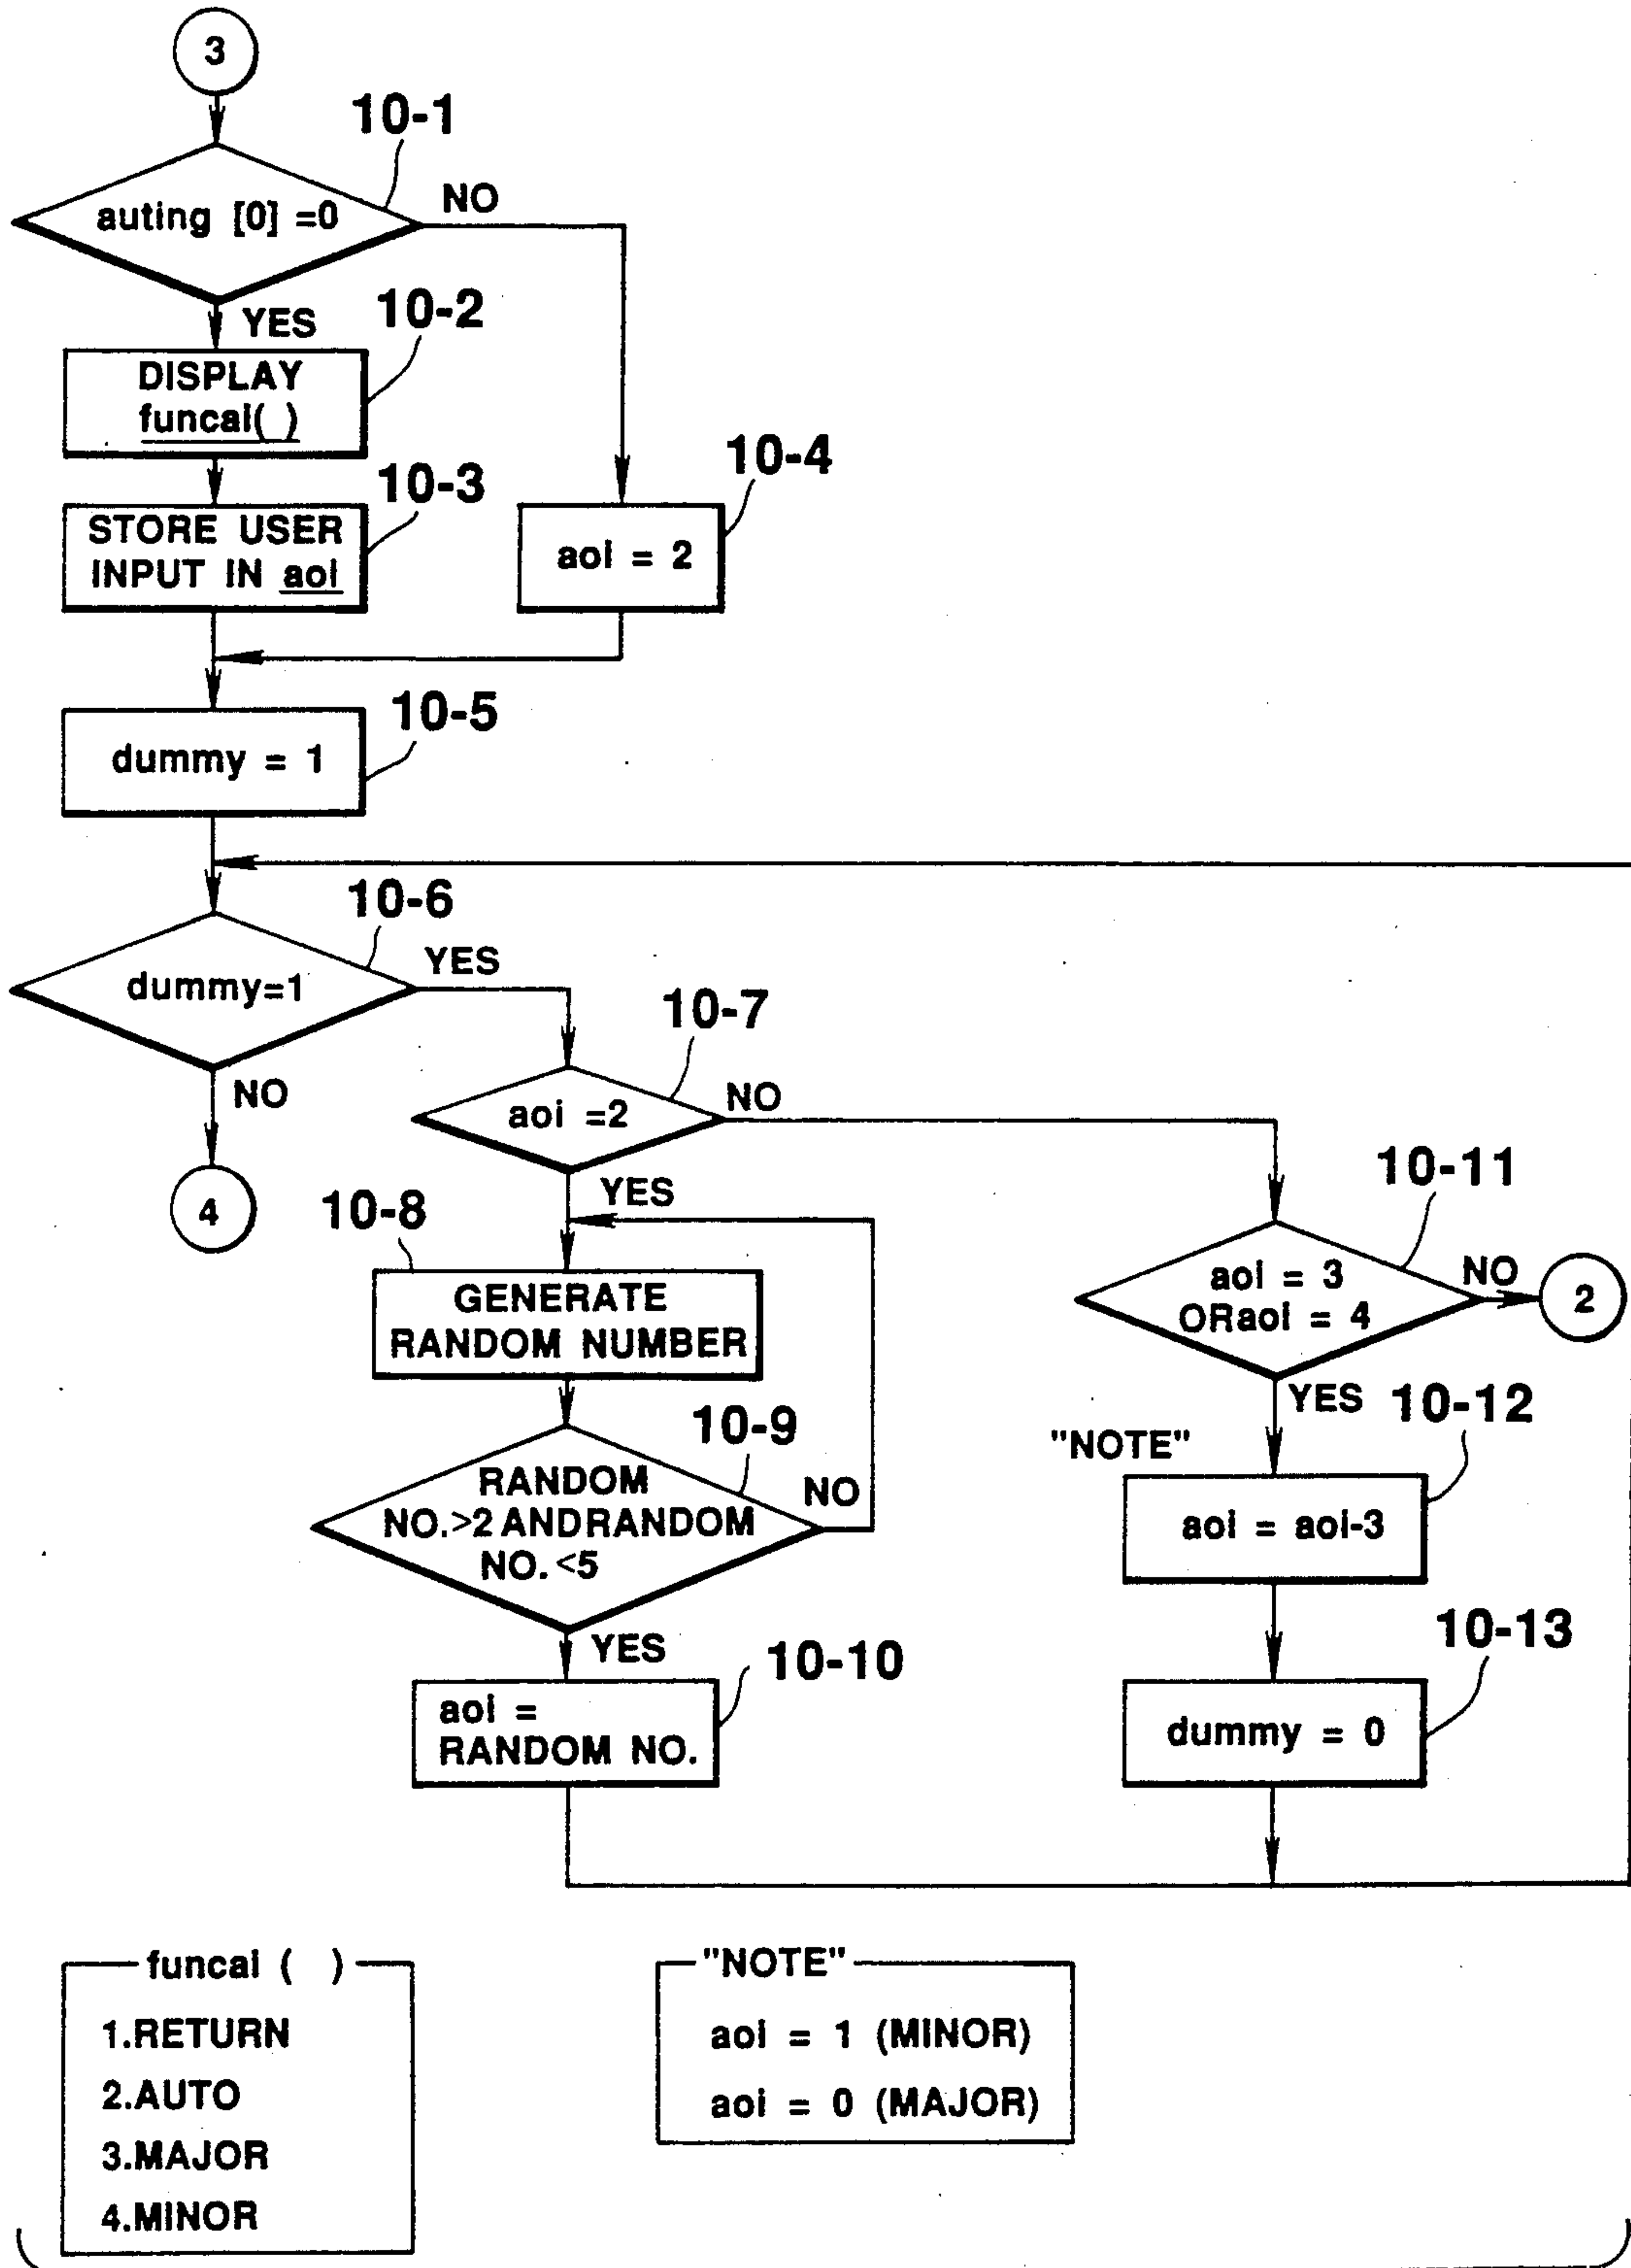 3
10-1
auting [0] =0
NO
YES
10-2
DISPLAY
funcal( )
10-3
STORE USER
INPUT IN aoi
10-4
aoi = 2
10-5
dummy = 1
10-6
dummy=1
YES
NO
4
10-7
aoi =2
NO
YES
10-8
GENERATE
RANDOM NUMBER
10-9
RANDOM
NO.>2 ANDRANDOM
NO. <5
NO
YES
10-10
aoi =
RANDOM NO.
10-11
aoi = 3
ORaoi = 4
NO
2
YES
10-12
"NOTE"
aoi = aoi-3
10-13
dummy = 0
funcal ( )
1.RETURN
2.AUTO
3.MAJOR
4.MINOR
"NOTE"
aoi = 1 (MINOR)
aoi = 0 (MAJOR)